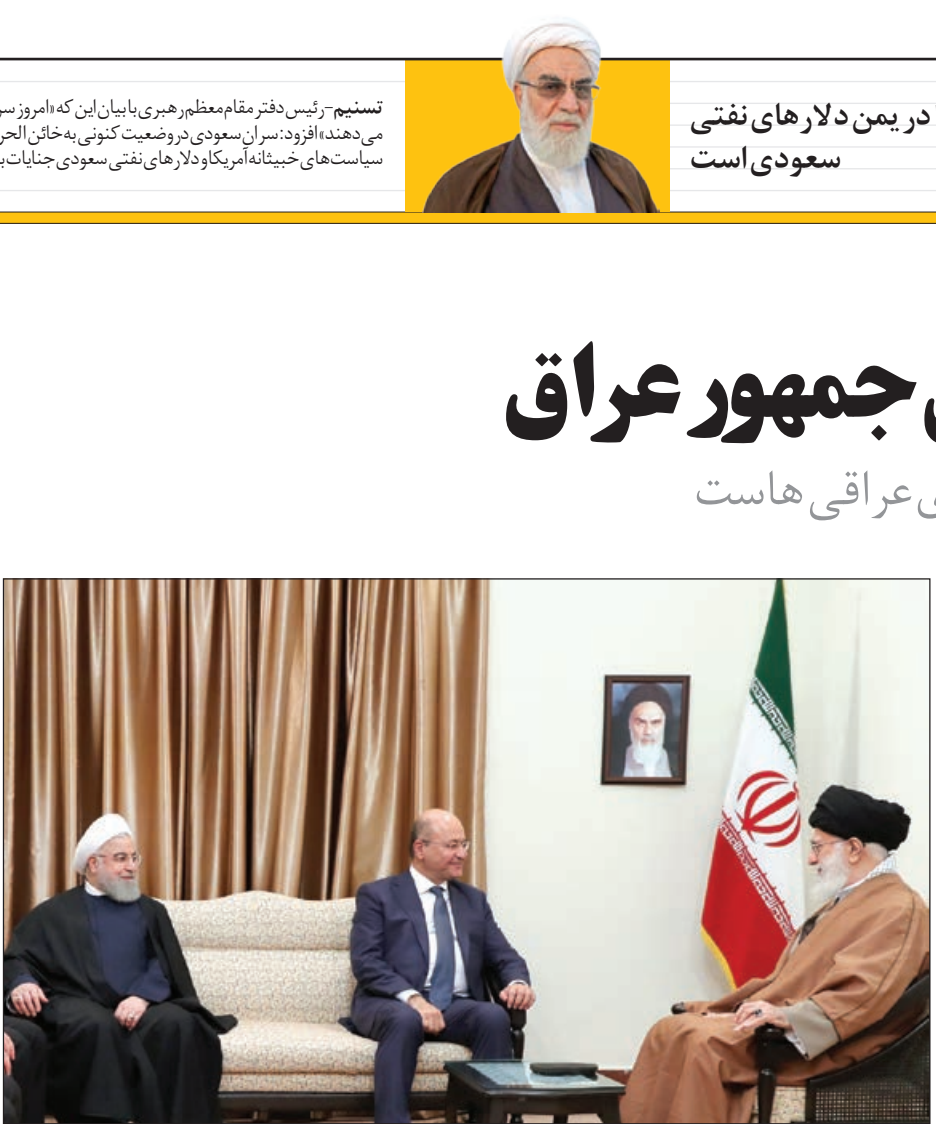 در یمن دلارهای نفتی
سعودی است
تسنیم-رئیس دفتر مقام معظم رهبری با بیان این که «امروز
می‌دهند» افزود: سران سعودی در وضعیت کنونی به خائن
سیاست‌های خبیثانه آمریکا و دلارهای نفتی سعودی جنایات
جمهور عراق
عراقی هاست